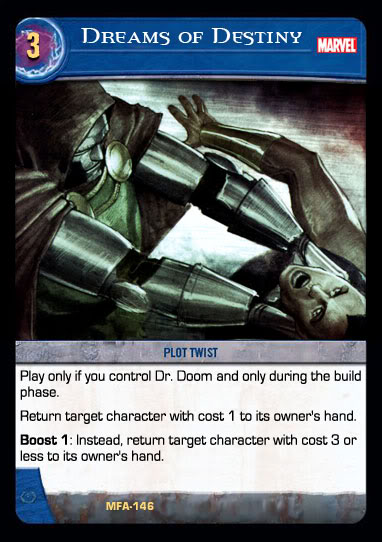 3
DREAMS OF DESTINY
MARVEL
PLOT TWIST
Play only if you control Dr. Doom and only during the build
phase.
Return target character with cost 1 to its owner's hand.
Boost 1: Instead, return target character with cost 3 or
less to its owner's hand.
MFA-146